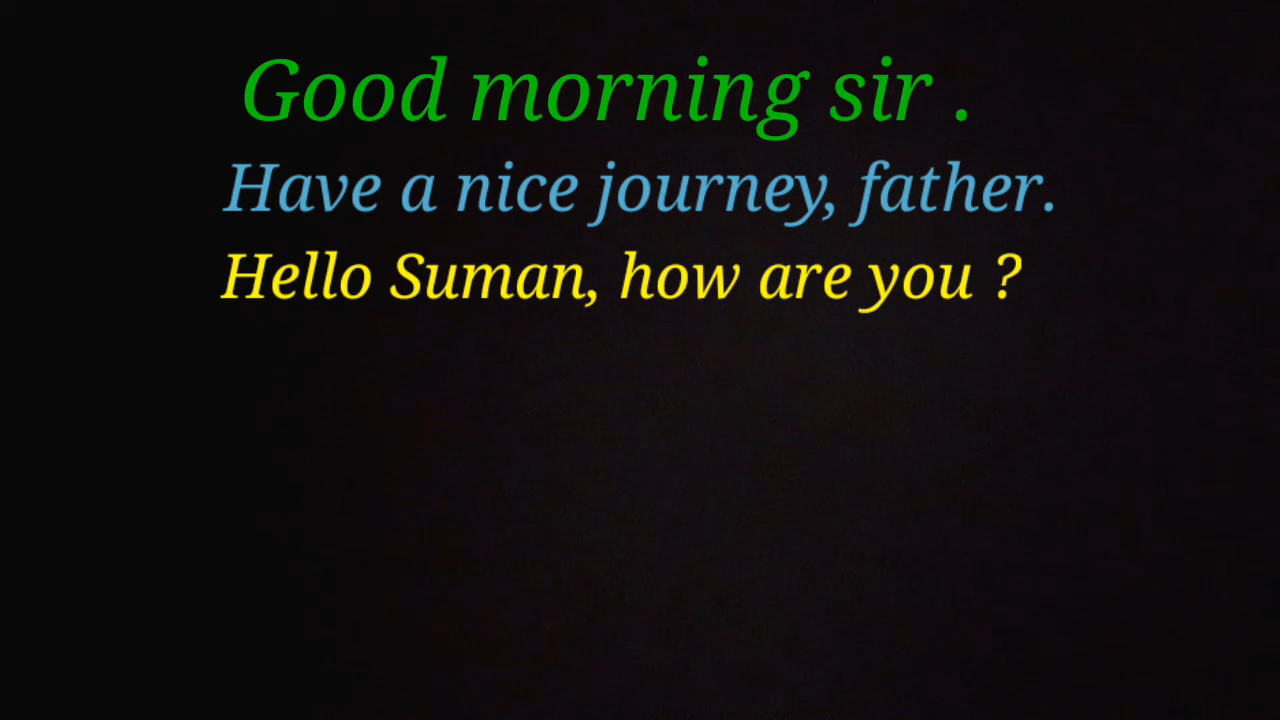 Good morning sir .
Have a nice journey, father.
Hello Suman, how are you ?